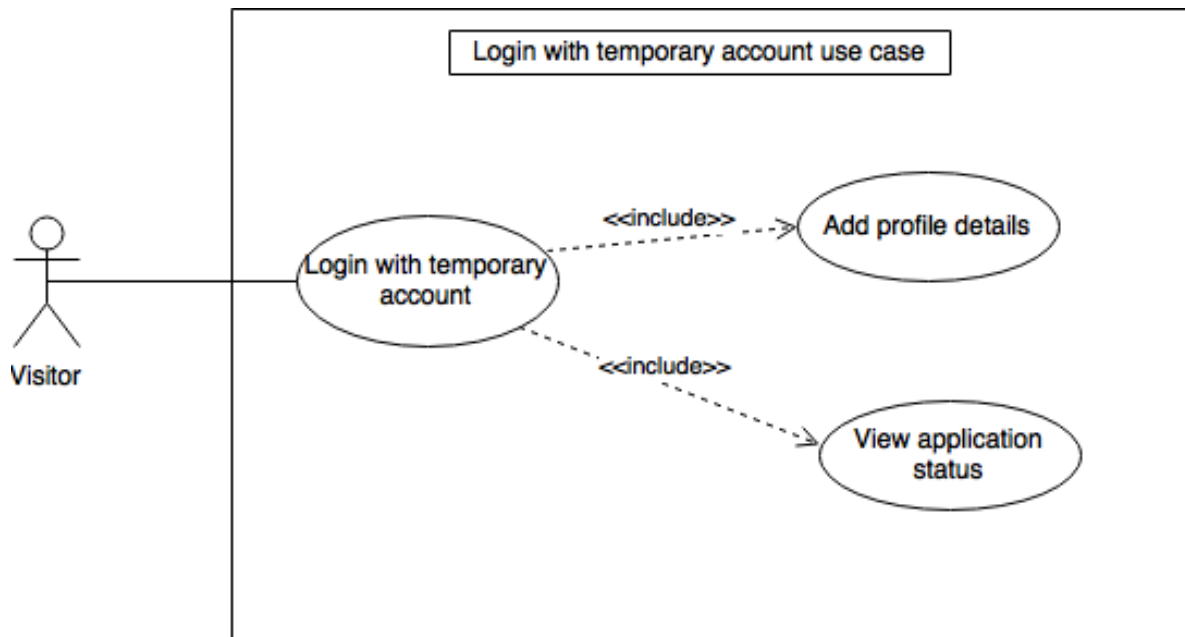 Login with temporary account use case
<<include>>
Add profile details
Login with temporary
account
Visitor
<<include>>
View application
status